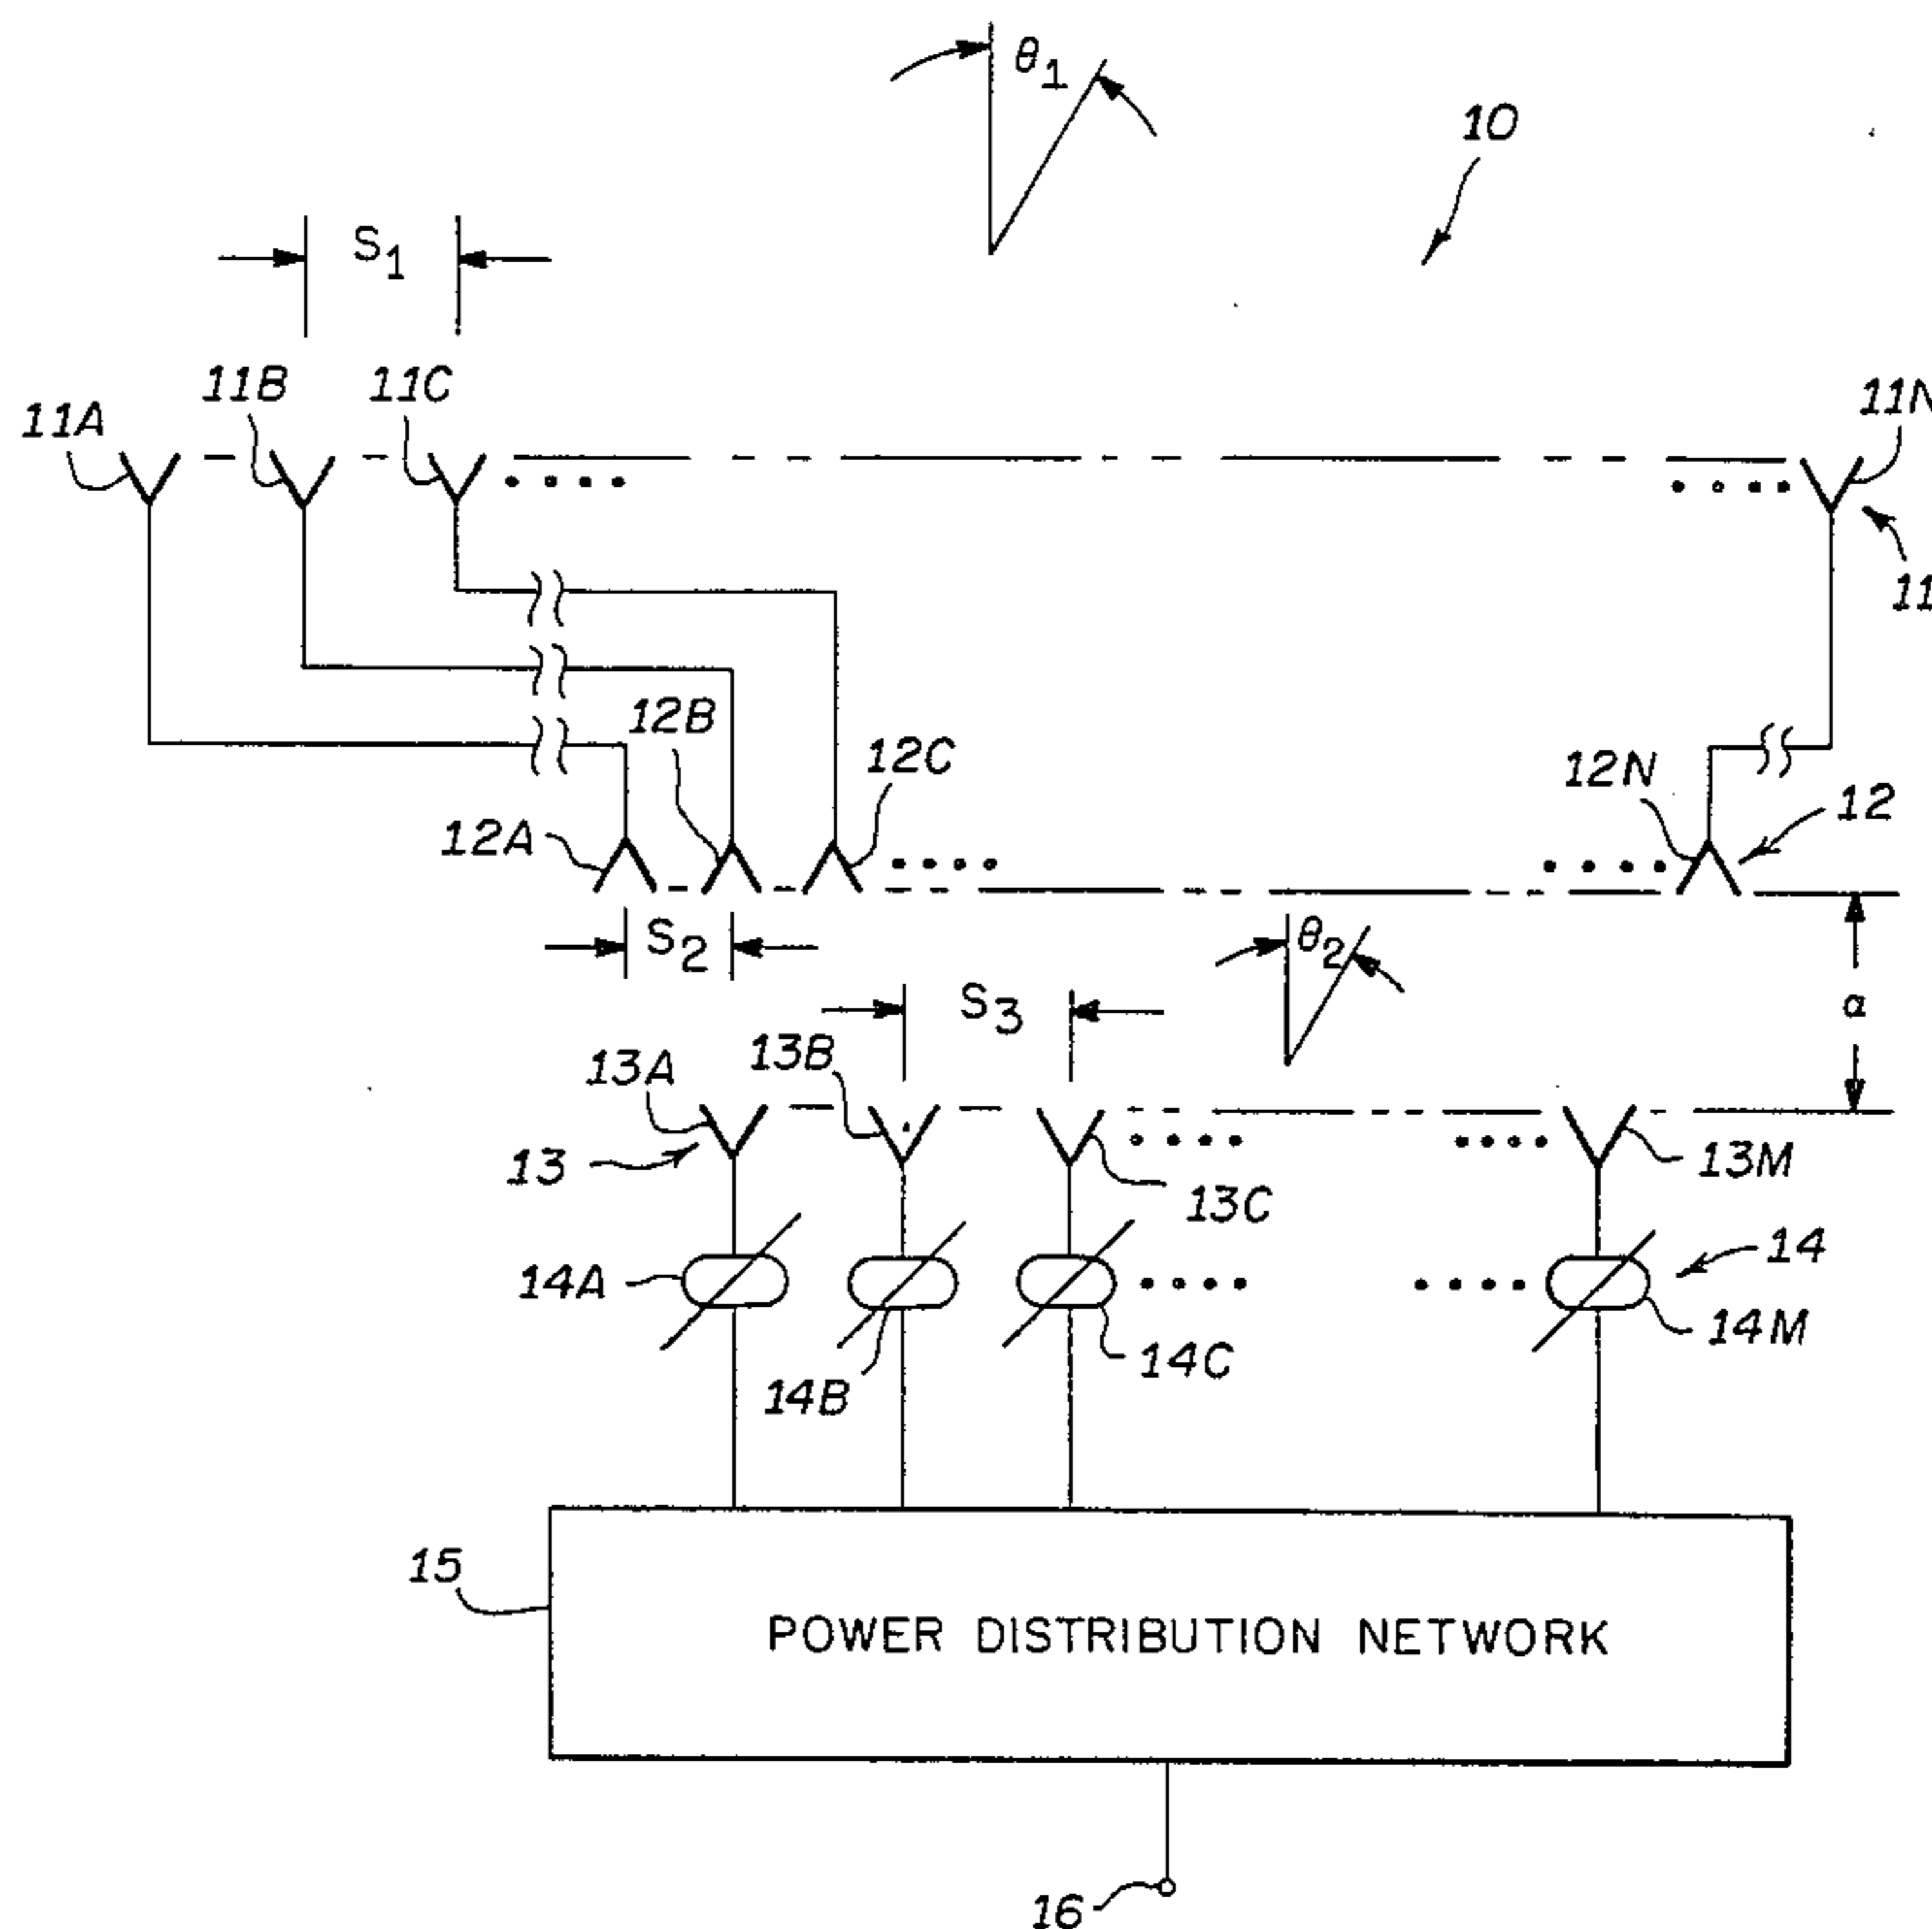 θ1
10
S1
11A
11B
11C
11N
11
12B
12C
12N
12
12A
S2
θ2
S3
a
13A
13B
13
13C
13M
14A
14
14B
14C
14M
15
POWER DISTRIBUTION NETWORK
16